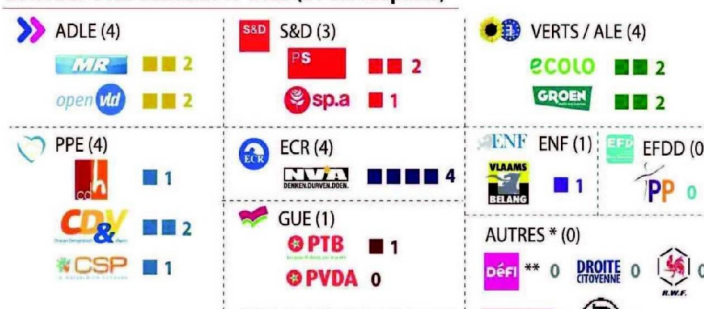 ADLE (4)
MR 2
open vld 2
S&D S&D (3)
PS 2
sp.a 1
VERTS / ALE (4)
ecolo 2
GROEN 2
PPE (4)
cdh 1
CD&V 2
CSP 1
ECR ECR (4)
N-VA 4
DENKEN.DURVEN.DOEN.
GUE (1)
PTB 1
PVDA 0
ENF ENF (1)
VLAAMS
BELANG 1
EFD EFDD (0
PP 0
AUTRES * (0)
DéFI ** 0
DROITE
CITOYENNE 0
R.W.F. 0